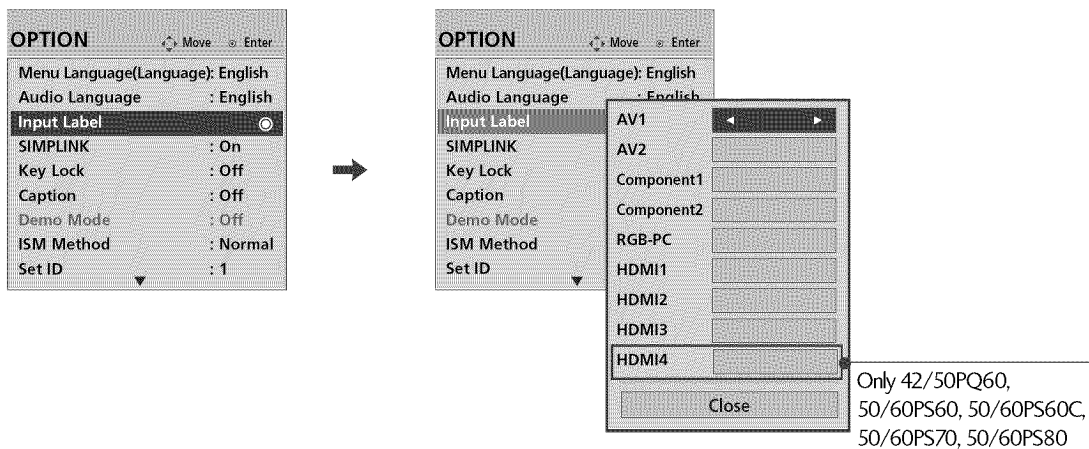 OPTION Move Enter
Menu Language(Language): English
Audio Language : English
Input Label
SIMPLINK : On
Key Lock : Off
Caption : Off
Demo Mode : Off
ISM Method : Normal
Set ID : 1
OPTION Move Enter
Menu Language(Language): English
Audio Language : English
Input Label
SIMPLINK
Key Lock
Caption
Demo Mode
ISM Method
Set ID
AV1
AV2
Component1
Component2
RGB-PC
HDMI1
HDMI2
HDMI3
HDMI4
Close
Only 42/50PQ60,
50/60PS60, 50/60PS60C,
50/60PS70, 50/60PS80